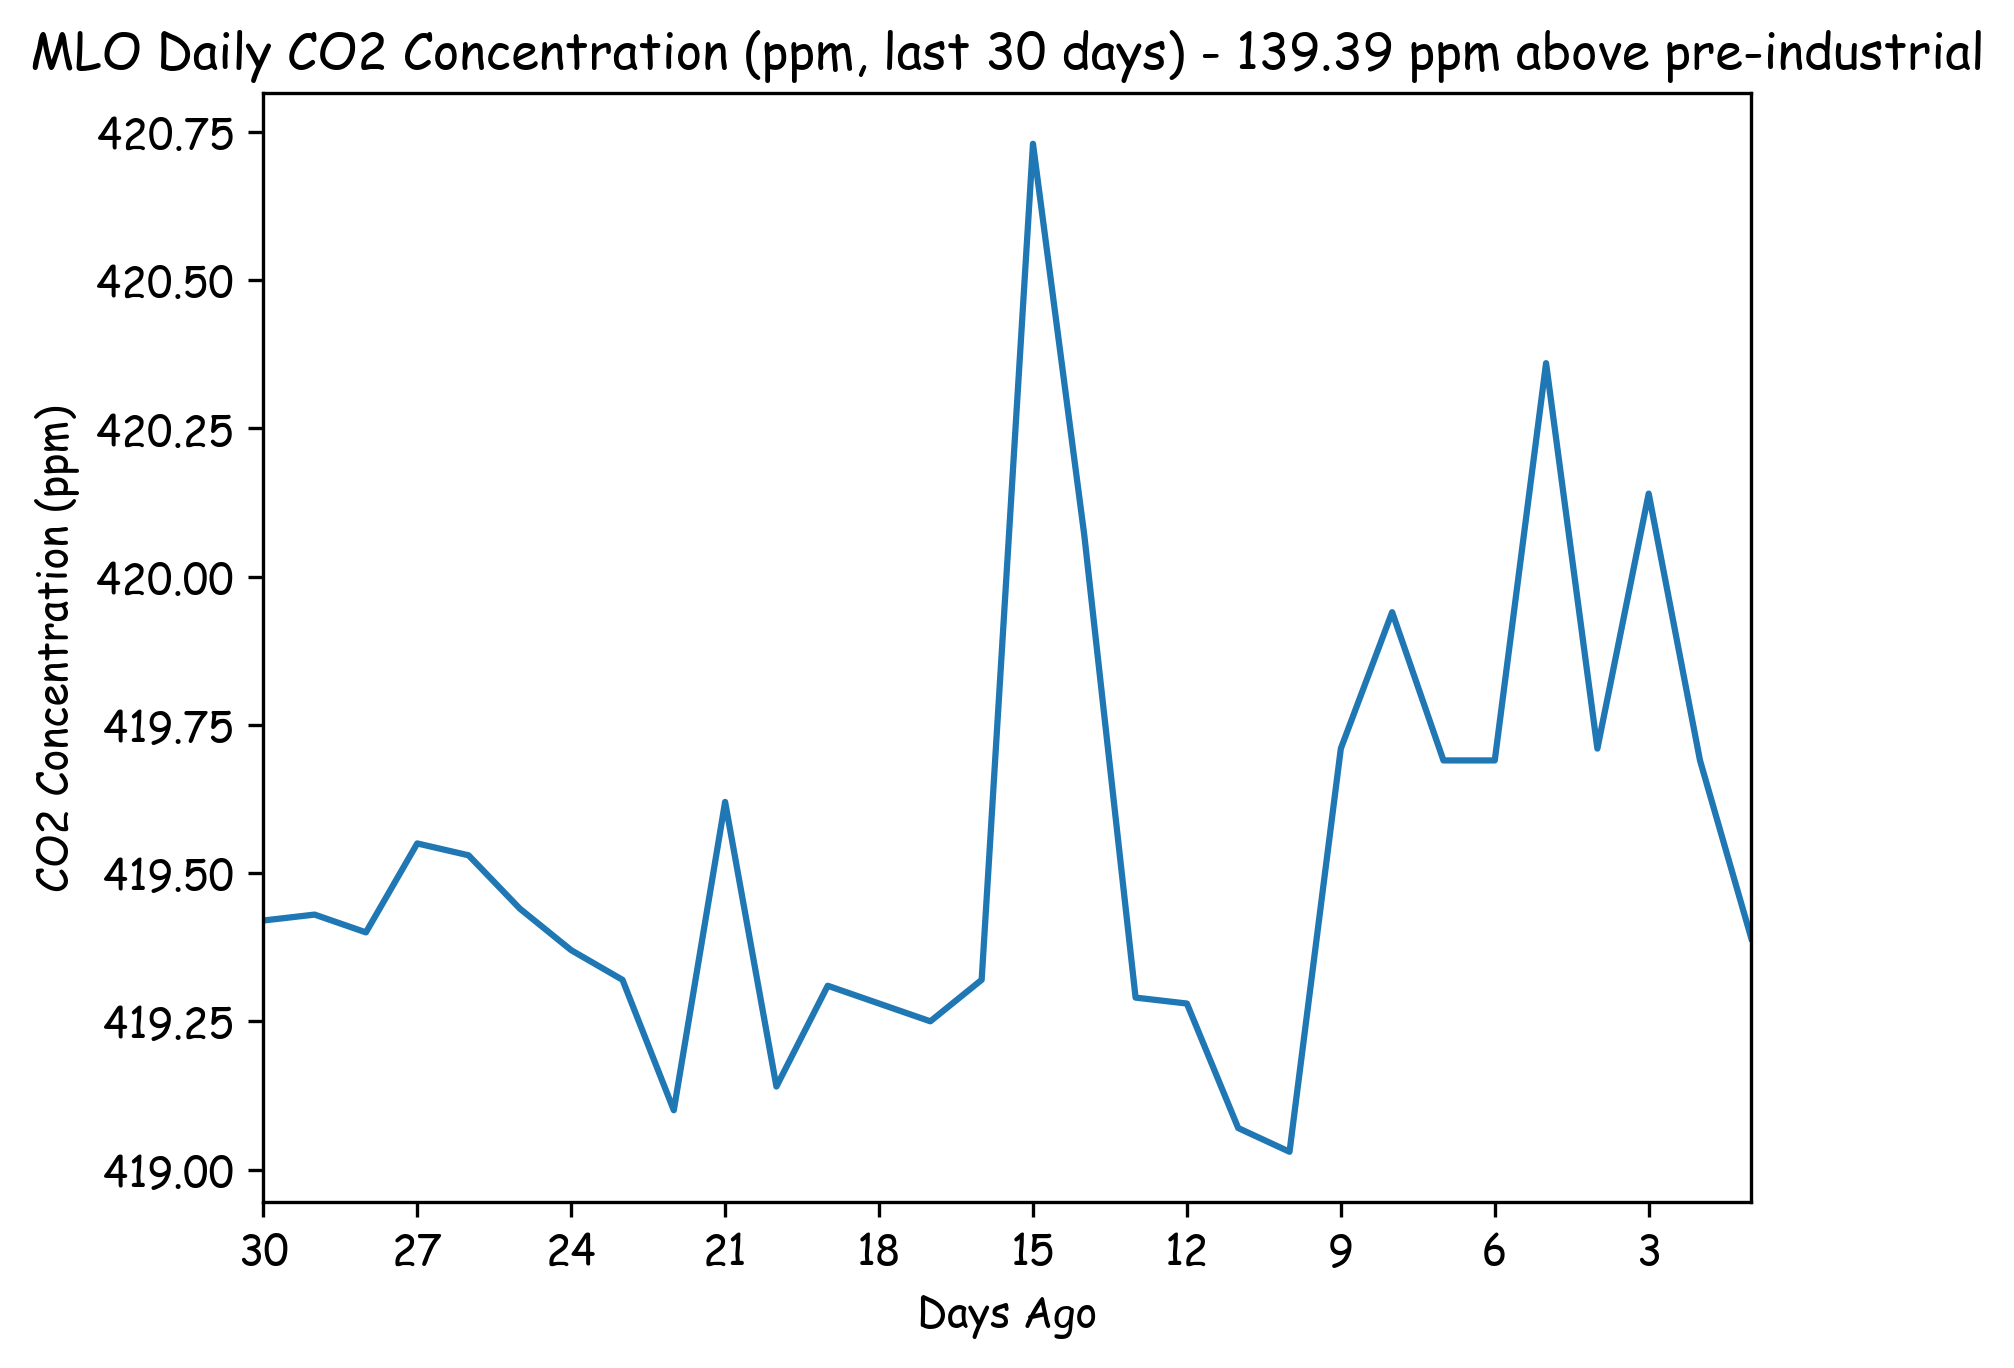 MLO Daily CO2 Concentration (ppm, last 30 days) - 139.39 ppm above pre-industrial
420.75
420.50
420.25
420.00
419.75
419.50
419.25
419.00
CO2 Concentration (ppm)
30 27 24 21 18 15 12 9 6 3
Days Ago